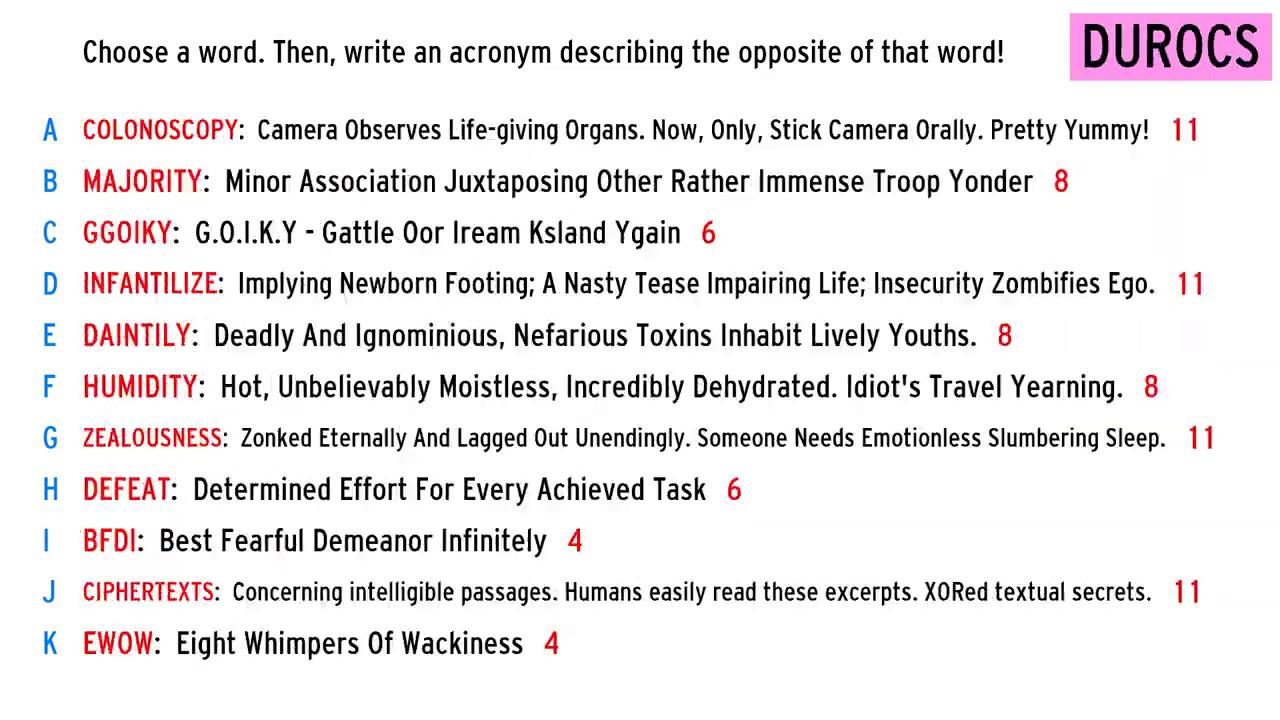 Choose a word. Then, write an acronym describing the opposite of that word!
DUROCS
A COLONOSCOPY: Camera Observes Life-giving Organs. Now, Only, Stick Camera Orally. Pretty Yummy! 11
B MAJORITY: Minor Association Juxtaposing Other Rather Immense Troop Yonder 8
C GGOIKY: G.O.I.K.Y - Gattle Oor Iream Ksland Ygain 6
D INFANTILIZE: Implying Newborn Footing; A Nasty Tease Impairing Life; Insecurity Zombifies Ego. 11
E DAINTILY: Deadly And Ignominious, Nefarious Toxins Inhabit Lively Youths. 8
F HUMIDITY: Hot, Unbelievably Moistless, Incredibly Dehydrated. Idiot's Travel Yearning. 8
G ZEALOUSNESS: Zonked Eternally And Lagged Out Unendingly. Someone Needs Emotionless Slumbering Sleep. 11
H DEFEAT: Determined Effort For Every Achieved Task 6
I BFDI: Best Fearful Demeanor Infinitely 4
J CIPHERTEXTS: Concerning intelligible passages. Humans easily read these excerpts. XORed textual secrets. 11
K EWOW: Eight Whimpers Of Wackiness 4